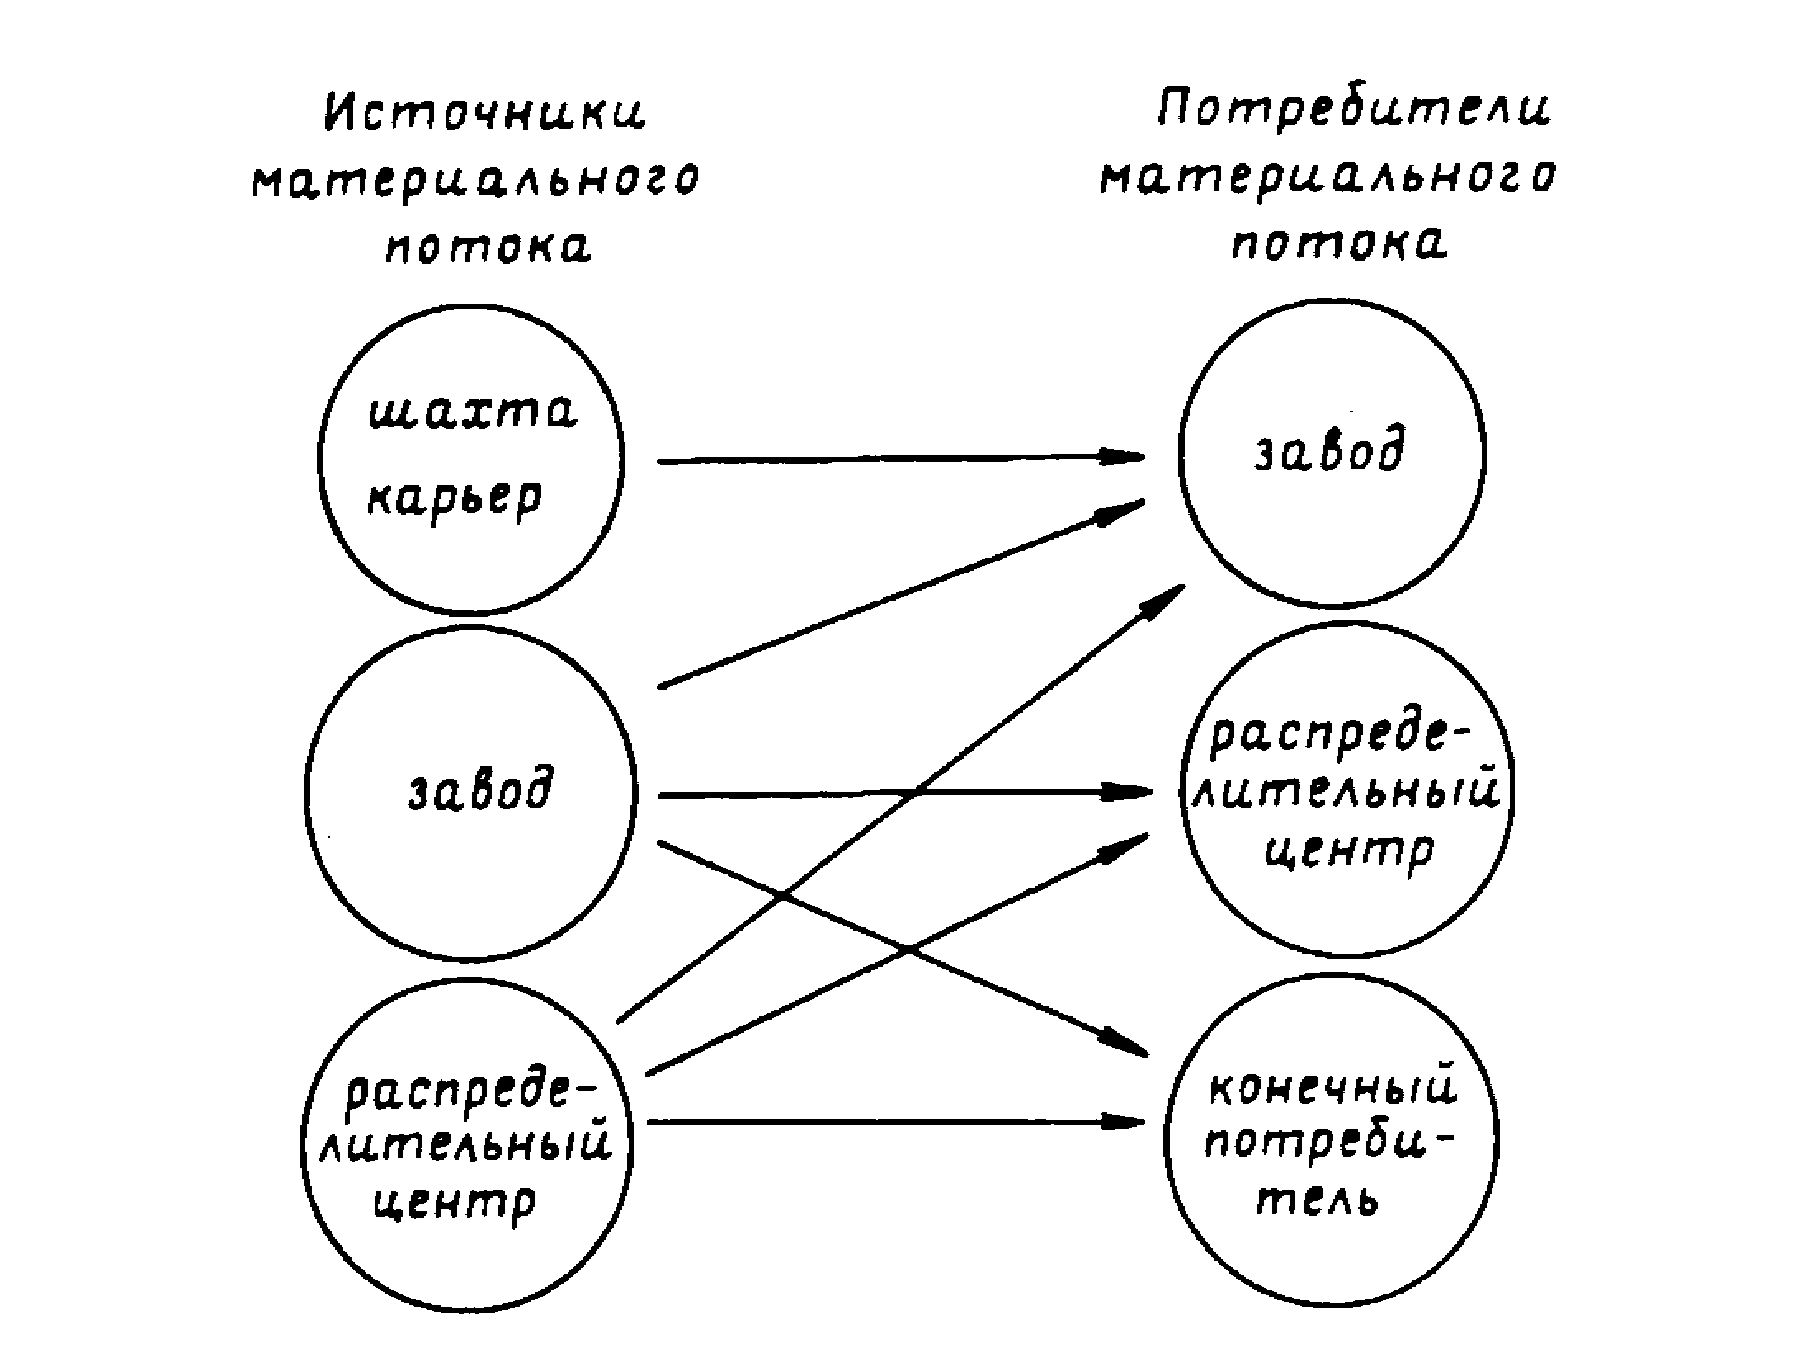 Источники
материального
потока
Потребители
материального
потока
шахта
карьер
завод
распреде-
лительный
центр
завод
распреде-
лительный
центр
конечный
потреби-
тель